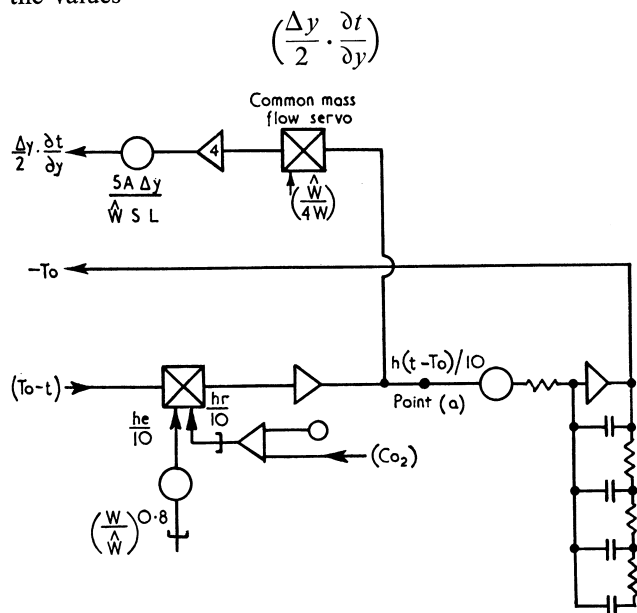 the values
(Δy/2 · ∂t/∂y)
Common mass
flow servo
Δy/2 · ∂t/∂y
4
5A Δy / Ŵ S L
(Ŵ/4W)
-To
(To-t)
h(t-To)/10
Point (a)
he/10
hr/10
(Co₂)
(W/Ŵ)^0·8